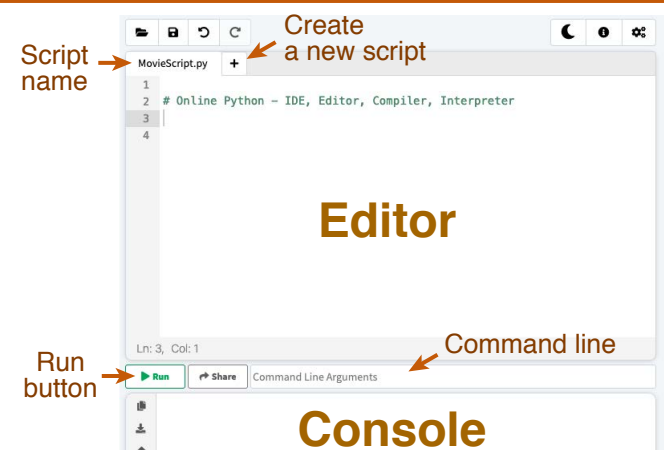 Create
a new script
Script
name
MovieScript.py +
1
2 # Online Python - IDE, Editor, Compiler, Interpreter
3
4
Editor
Ln: 3, Col: 1
Command line
Run
button
Run Share Command Line Arguments
Console